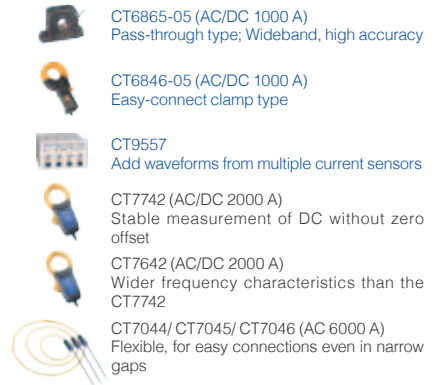 CT6865-05 (AC/DC 1000 A)
Pass-through type; Wideband, high accuracy
CT6846-05 (AC/DC 1000 A)
Easy-connect clamp type
CT9557
Add waveforms from multiple current sensors
CT7742 (AC/DC 2000 A)
Stable measurement of DC without zero
offset
CT7642 (AC/DC 2000 A)
Wider frequency characteristics than the
CT7742
CT7044/ CT7045/ CT7046 (AC 6000 A)
Flexible, for easy connections even in narrow
gaps